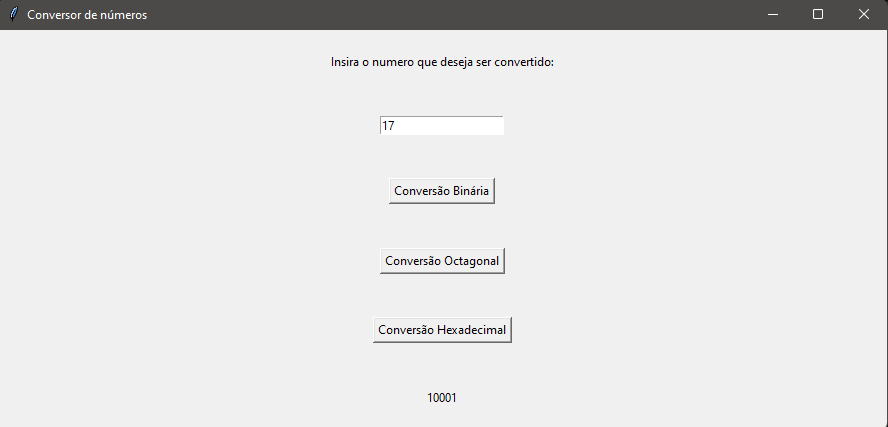 Conversor de números
Insira o numero que deseja ser convertido:
17
Conversão Binária
Conversão Octagonal
Conversão Hexadecimal
10001